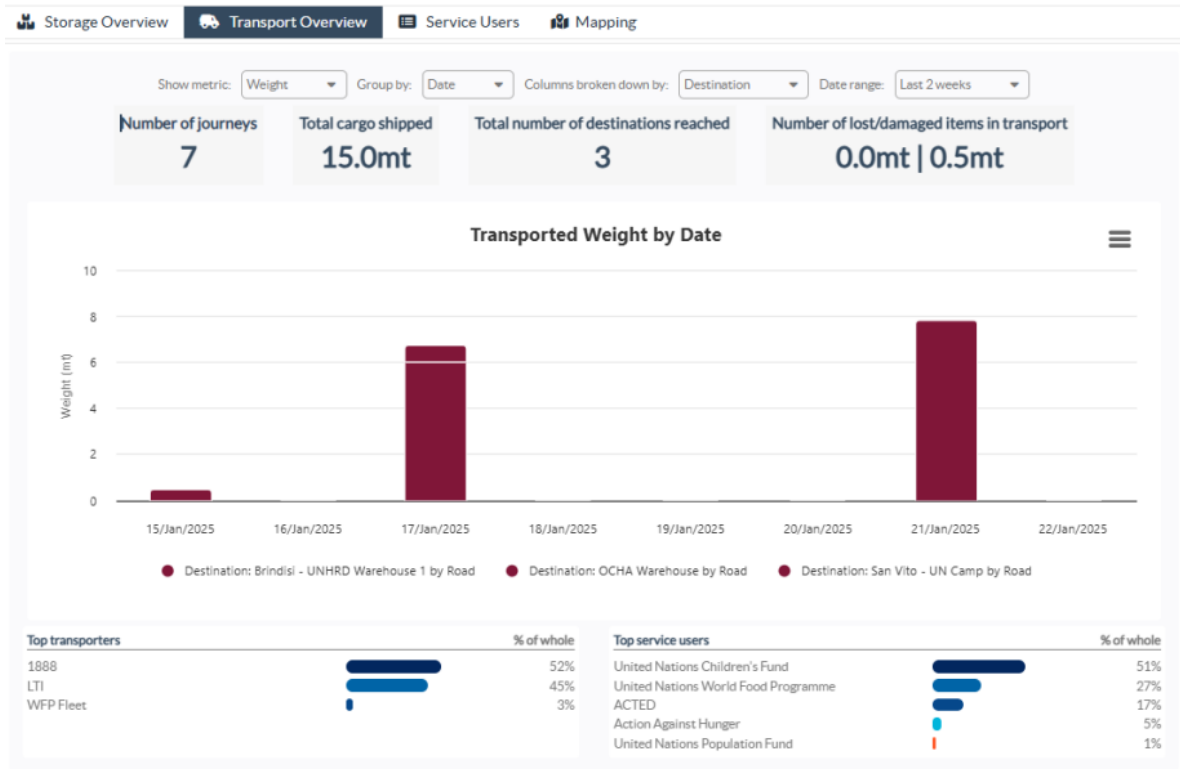 Storage Overview Transport Overview Service Users Mapping
Show metric: Weight Group by: Date Columns broken down by: Destination Date range: Last 2 weeks
Number of journeys Total cargo shipped Total number of destinations reached Number of lost/damaged items in transport
7 15.0mt 3 0.0mt | 0.5mt
Transported Weight by Date
10
8
6
4
2
0
Weight (mt)
15/Jan/2025 16/Jan/2025 17/Jan/2025 18/Jan/2025 19/Jan/2025 20/Jan/2025 21/Jan/2025 22/Jan/2025
Destination: Brindisi - UNHRD Warehouse 1 by Road Destination: OCHA Warehouse by Road Destination: San Vito - UN Camp by Road
Top transporters % of whole
1888 52%
LTI 45%
WFP Fleet 3%
Top service users % of whole
United Nations Children's Fund 51%
United Nations World Food Programme 27%
ACTED 17%
Action Against Hunger 5%
United Nations Population Fund 1%